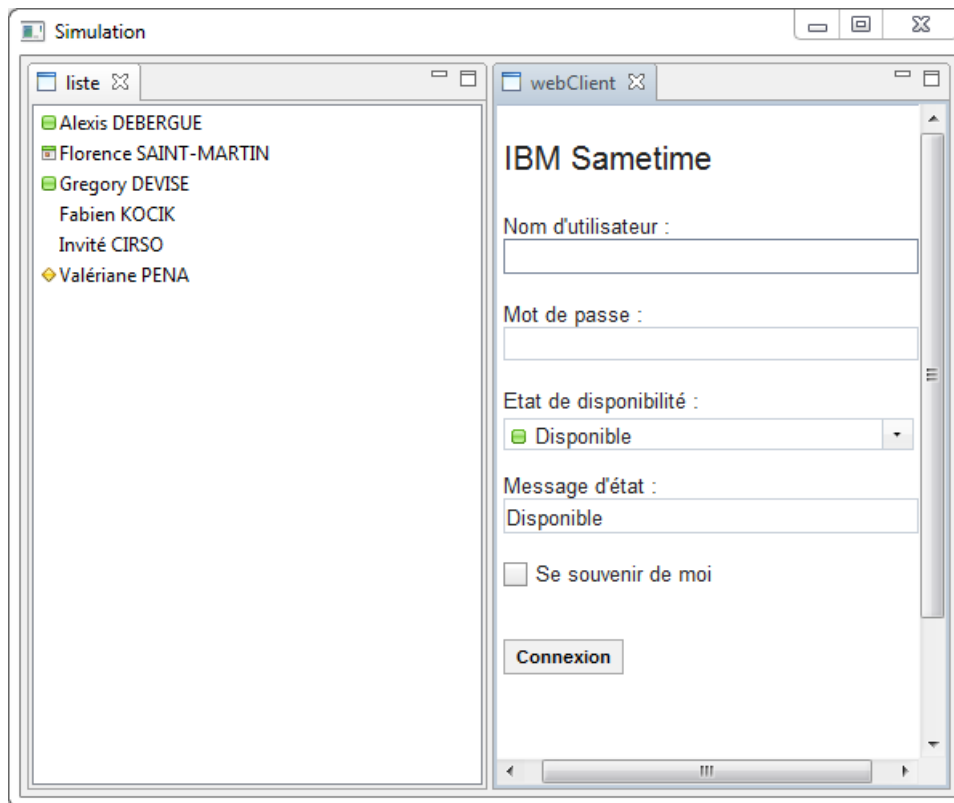 Simulation
liste
Alexis DEBERGUE
Florence SAINT-MARTIN
Gregory DEVISE
Fabien KOCIK
Invité CIRSO
Valériane PENA
webClient
IBM Sametime
Nom d'utilisateur :
Mot de passe :
Etat de disponibilité :
Disponible
Message d'état :
Disponible
Se souvenir de moi
Connexion